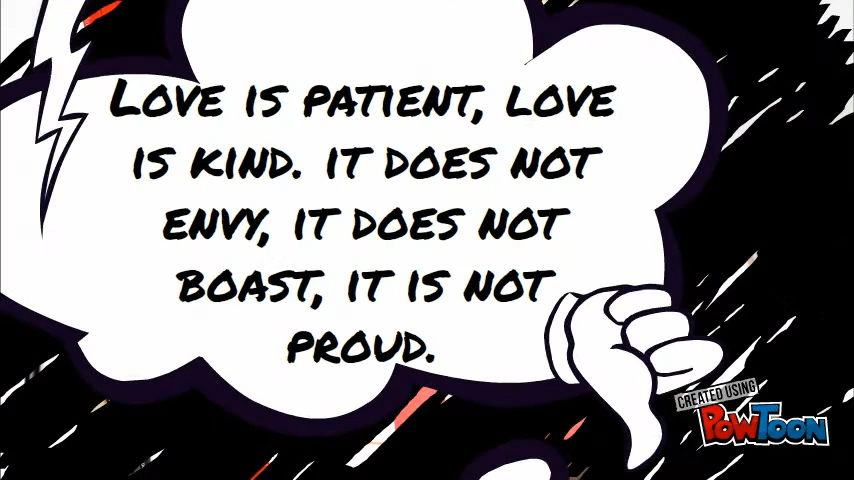 Love is patient, love
is kind. It does not
envy, it does not
boast, it is not
proud.
CREATED USING
PowToon